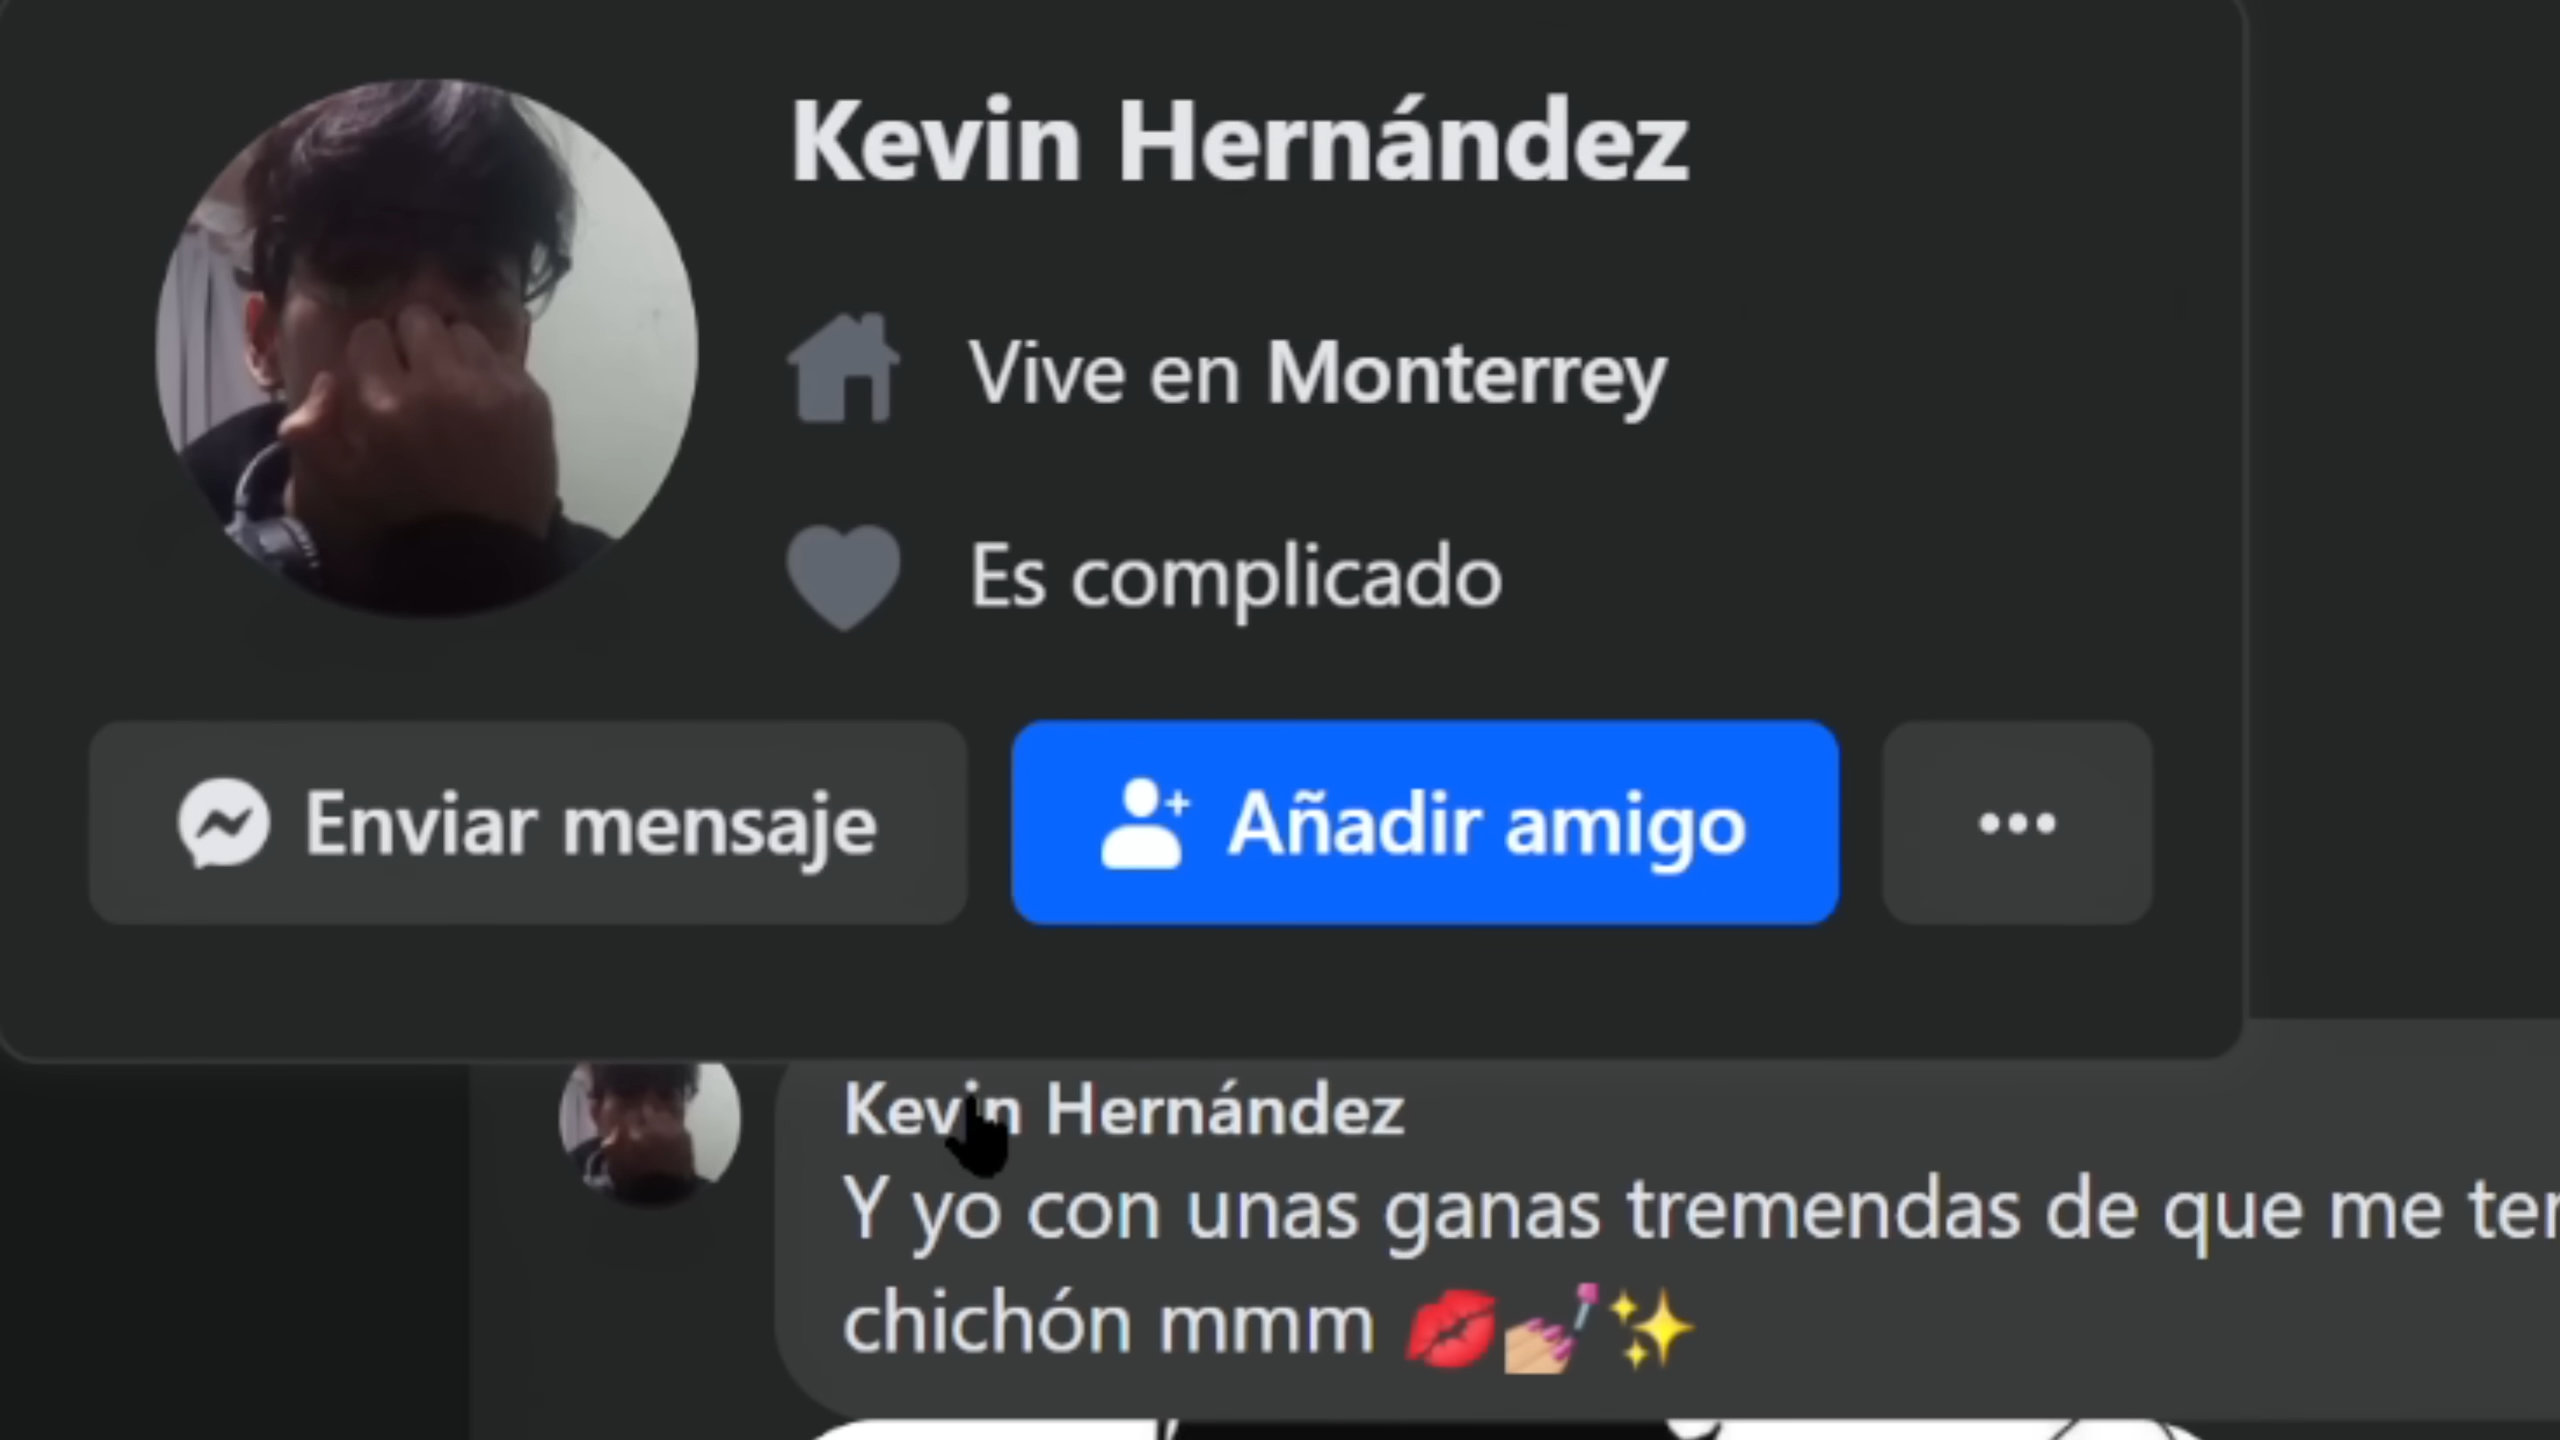 Kevin Hernández
Vive en Monterrey
Es complicado
Enviar mensaje
Añadir amigo
Kevin Hernández
Y yo con unas ganas tremendas de que me
chichón mmm 💋💅🏼✨